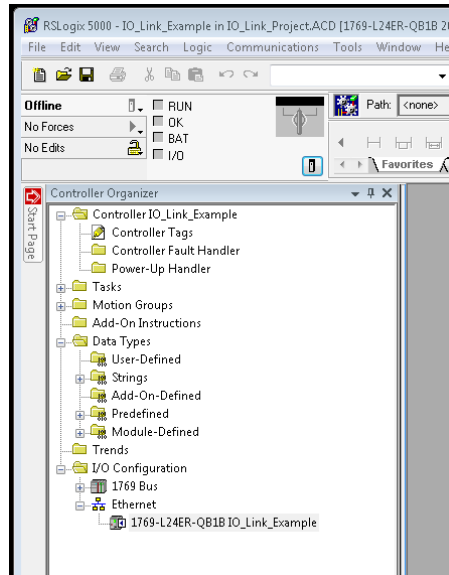 RSLogix 5000 - IO_Link_Example in IO_Link_Project.ACD [1769-L24ER-QB1B 20
File Edit View Search Logic Communications Tools Window He
Offline
RUN
Path: <none>
No Forces
OK
No Edits
BAT
I/O
Favorites
Start Page
Controller Organizer
Controller IO_Link_Example
Controller Tags
Controller Fault Handler
Power-Up Handler
Tasks
Motion Groups
Add-On Instructions
Data Types
User-Defined
Strings
Add-On-Defined
Predefined
Module-Defined
Trends
I/O Configuration
1769 Bus
Ethernet
1769-L24ER-QB1B IO_Link_Example